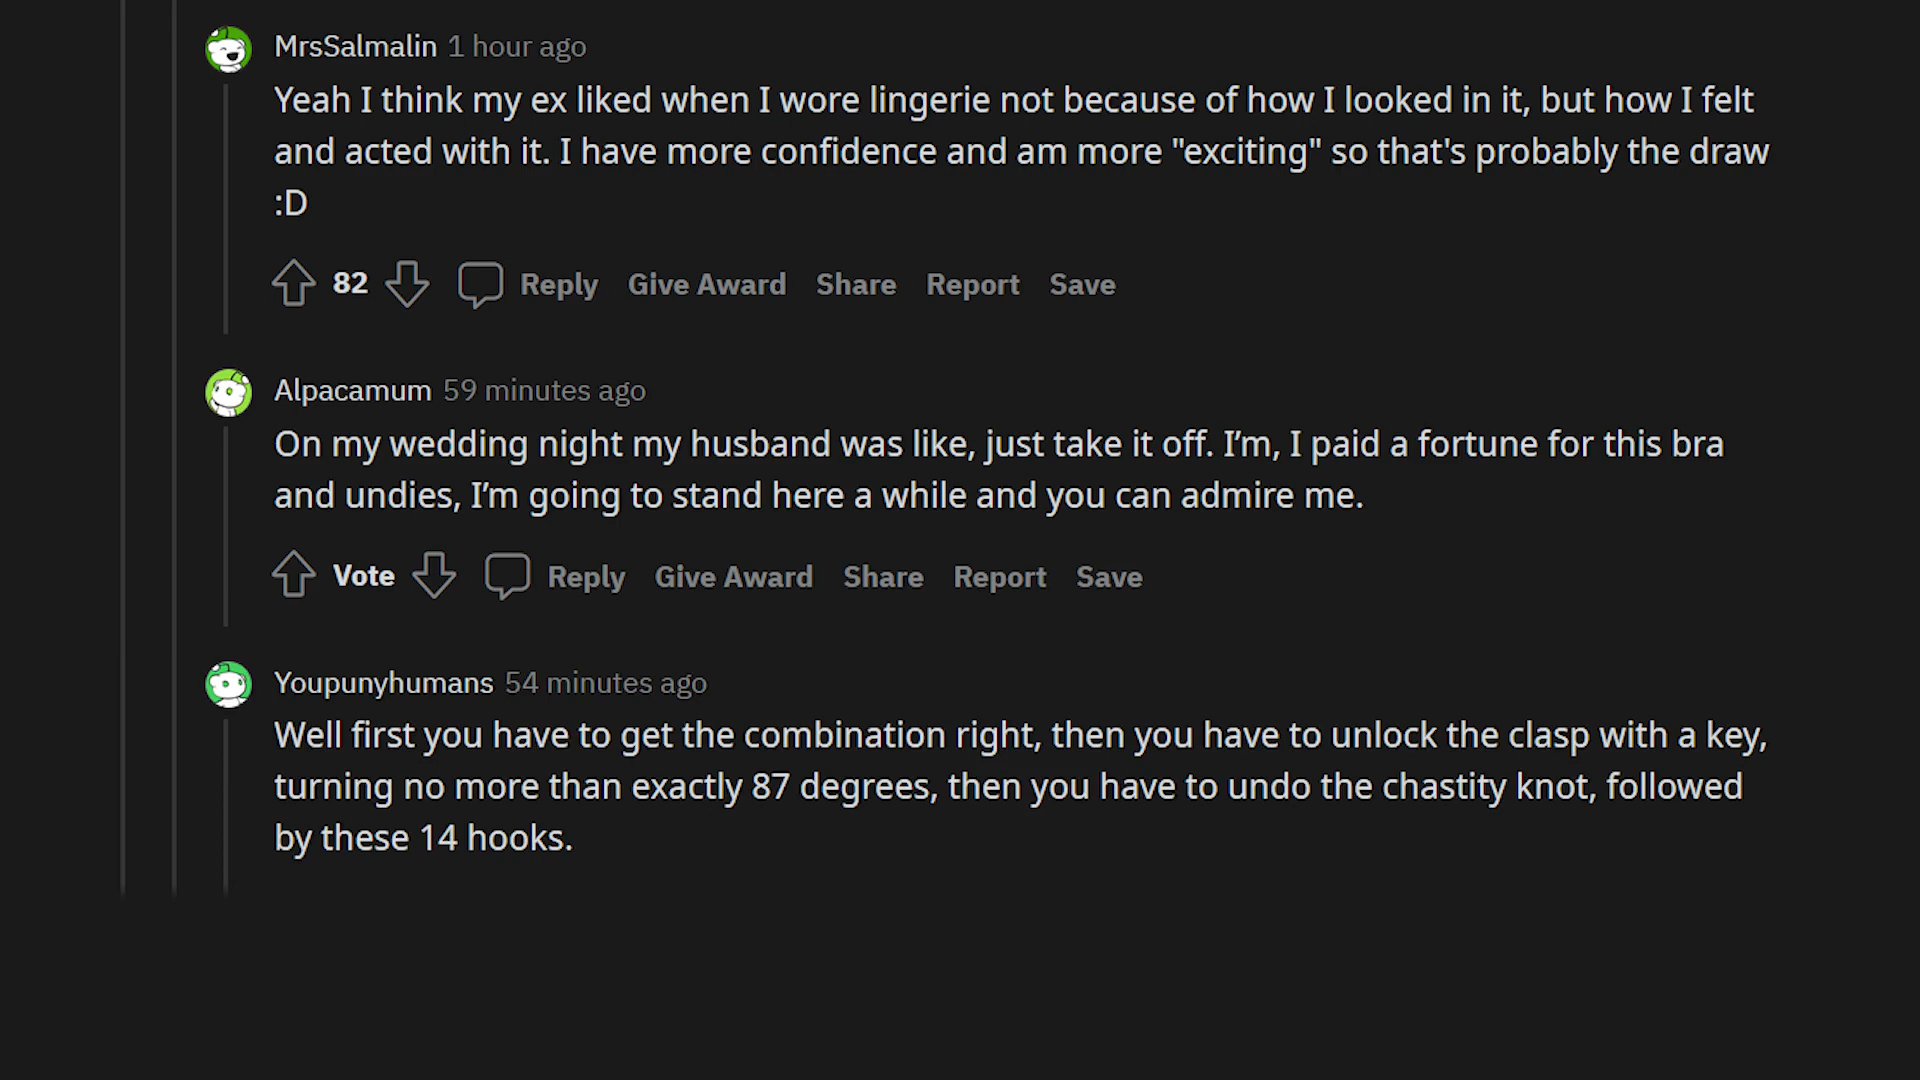 MrsSalmalin 1 hour ago
Yeah I think my ex liked when I wore lingerie not because of how I looked in it, but how I felt
and acted with it. I have more confidence and am more "exciting" so that's probably the draw
:D
82 Reply Give Award Share Report Save
Alpacamum 59 minutes ago
On my wedding night my husband was like, just take it off. I’m, I paid a fortune for this bra
and undies, I’m going to stand here a while and you can admire me.
Vote Reply Give Award Share Report Save
Youpunyhumans 54 minutes ago
Well first you have to get the combination right, then you have to unlock the clasp with a key,
turning no more than exactly 87 degrees, then you have to undo the chastity knot, followed
by these 14 hooks.